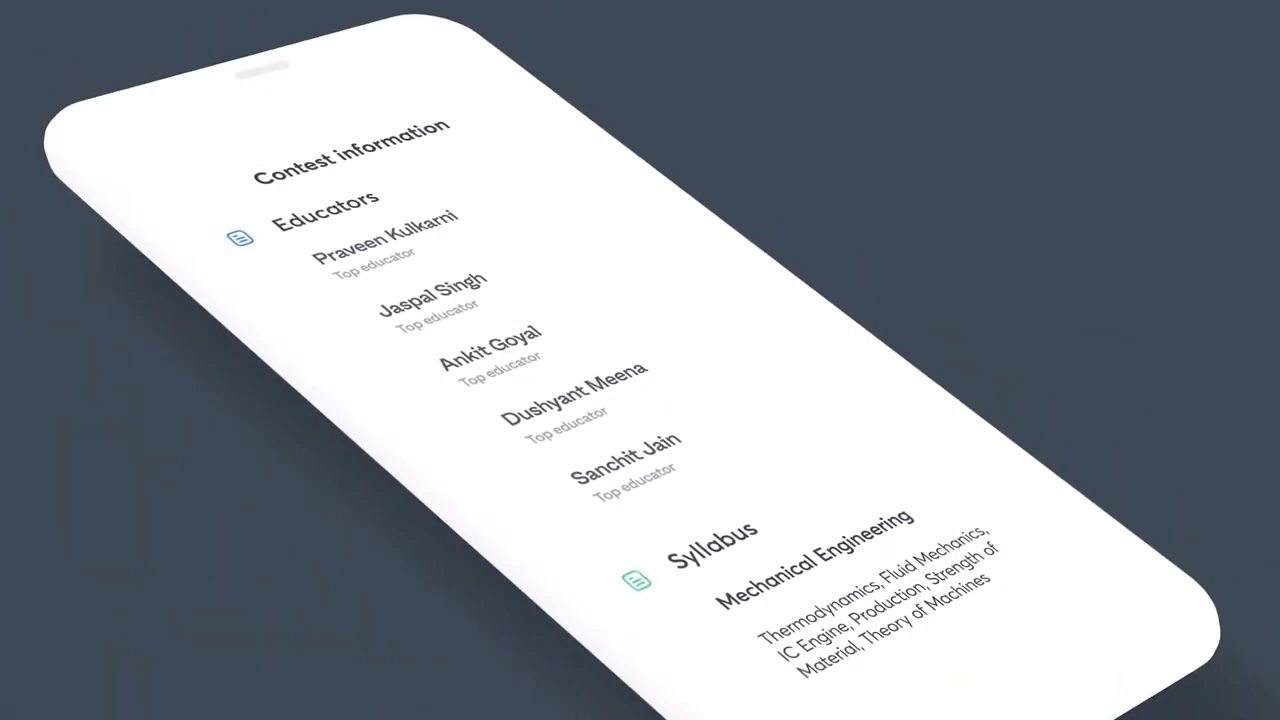 Contest information
Educators
Praveen Kulkarni
Top educator
Jaspal Singh
Top educator
Ankit Goyal
Top educator
Dushyant Meena
Top educator
Sanchit Jain
Top educator
Syllabus
Mechanical Engineering
Thermodynamics, Fluid Mechanics,
IC Engine, Production, Strength of
Material, Theory of Machines